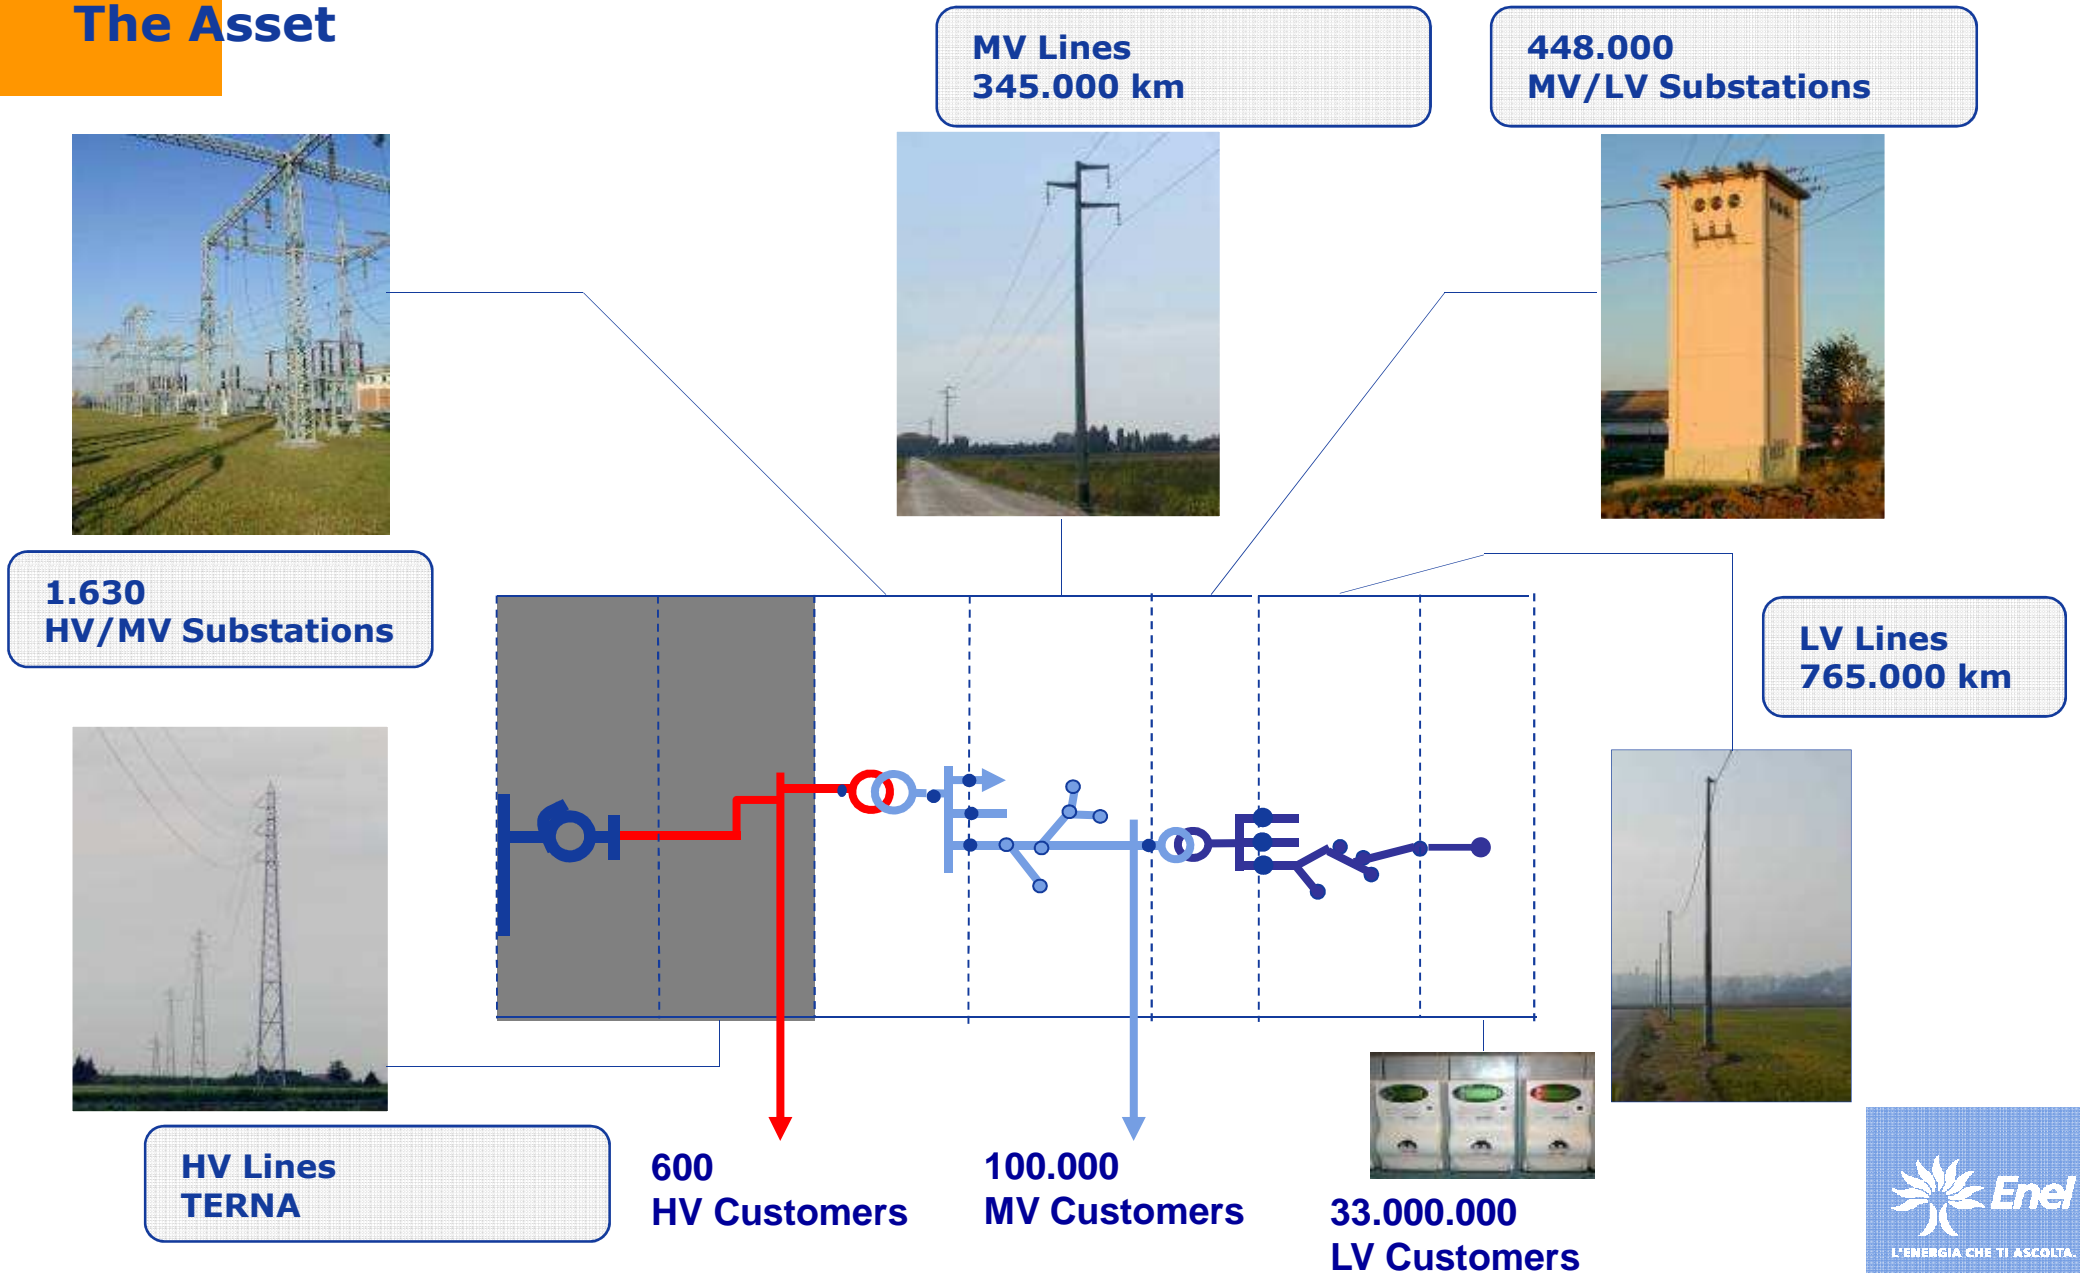 The Asset
MV Lines
345.000 km
448.000
MV/LV Substations
1.630
HV/MV Substations
LV Lines
765.000 km
HV Lines
TERNA
600
HV Customers
100.000
MV Customers
33.000.000
LV Customers
Enel
L'ENERGIA CHE TI ASCOLTA.